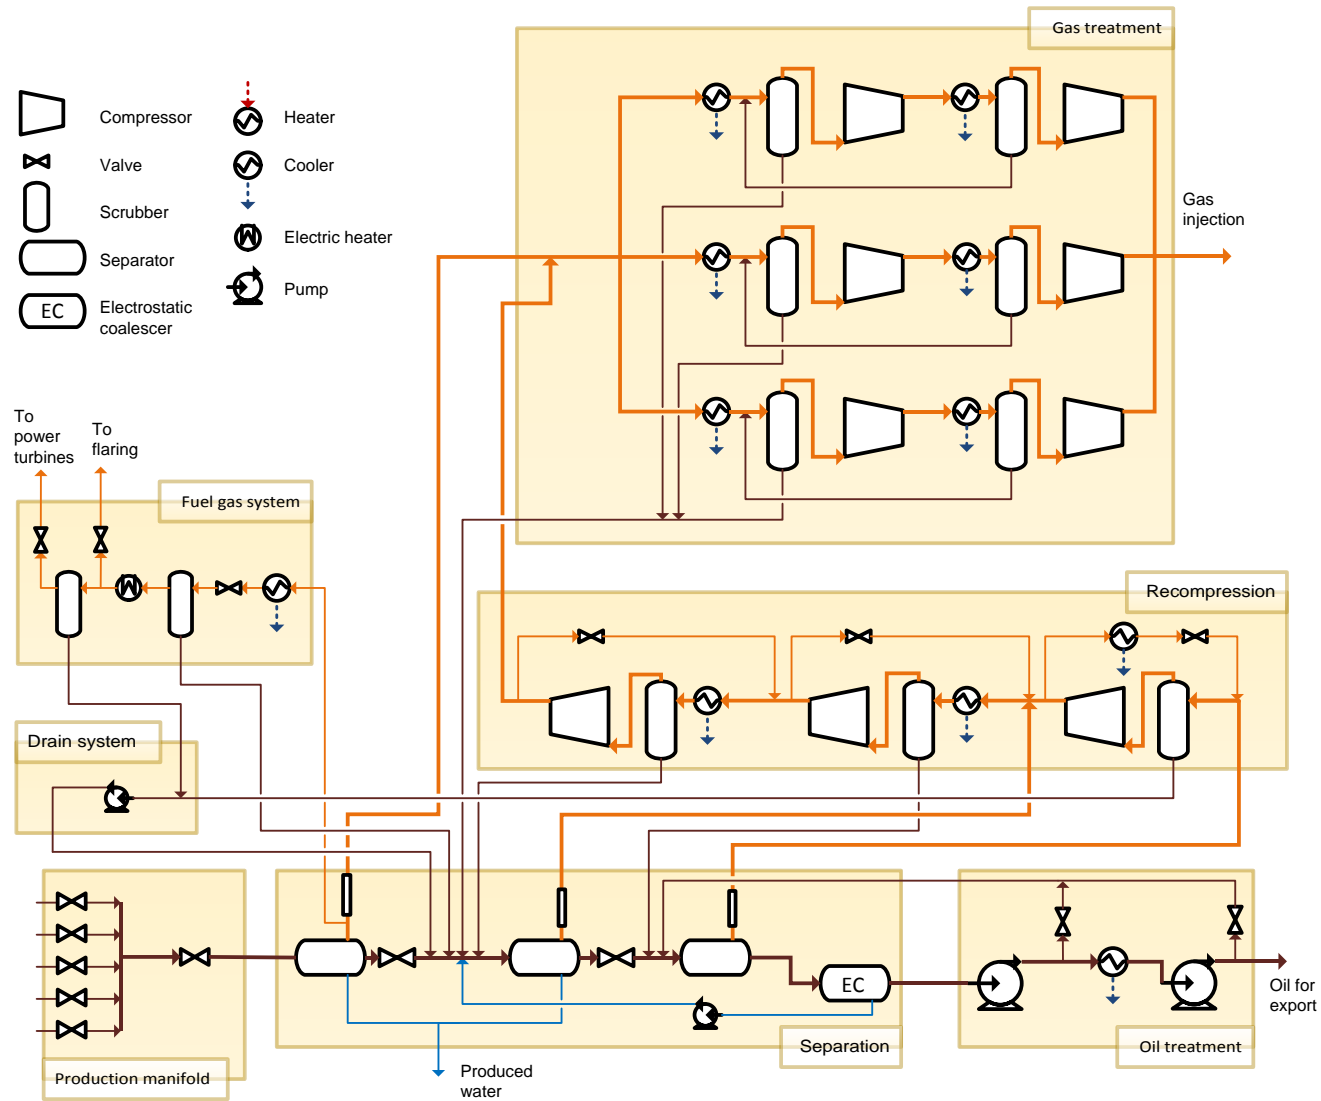 Gas treatment
Compressor
Heater
Valve
Cooler
Scrubber
Electric heater
Separator
Pump
EC
Electrostatic
coalescer
Gas
injection
To
power
turbines
To
flaring
Fuel gas system
Recompression
Drain system
EC
Oil for
export
Separation
Oil treatment
Production manifold
Produced
water